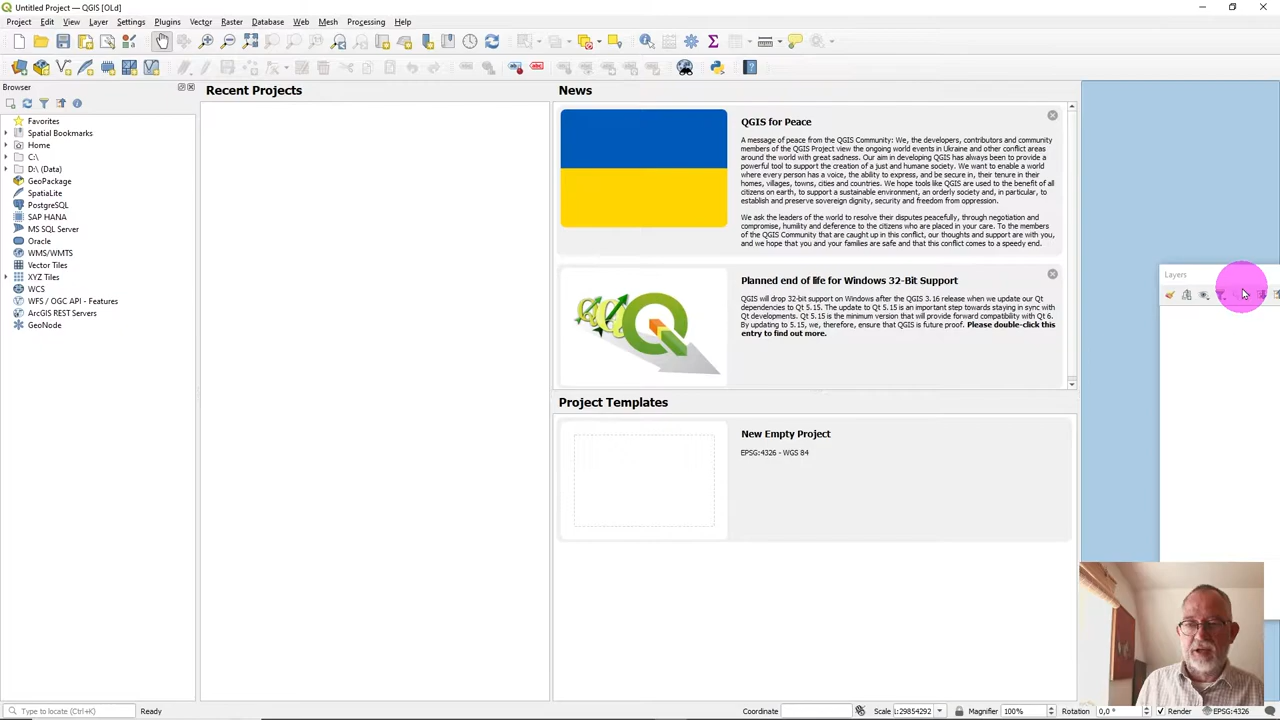 Untitled Project — QGIS [OLd]
Project Edit View Layer Settings Plugins Vector Raster Database Web Mesh Processing Help
Browser
Favorites
Spatial Bookmarks
Home
C:\
D:\ (Data)
GeoPackage
SpatiaLite
PostgreSQL
SAP HANA
MS SQL Server
Oracle
WMS/WMTS
Vector Tiles
XYZ Tiles
WCS
WFS / OGC API - Features
ArcGIS REST Servers
GeoNode
Recent Projects
News
QGIS for Peace
A message of peace from the QGIS Community: We, the developers, contributors and community
members of the QGIS Project view the ongoing world events in Ukraine and other conflict areas
around the world with great sadness. Our aim in developing QGIS has always been to provide a
powerful tool to support the creation of a just and humane society. We want to enable a world
where every person has a voice, the ability to express, and be secure in, their tenure in their
homes, villages, towns, cities and countries. We hope tools like QGIS are used to the benefit of all
citizens on earth, to support a sustainable environment, an orderly society and, in particular, to
establish and preserve sovereign dignity, security and freedom from oppression.
We ask the leaders of the world to resolve their disputes peacefully, through negotiation and
compromise, humility and deference to the citizens who are placed in your care. To the members
of the QGIS Community that are caught up in this conflict, our thoughts and support are with you,
and we hope that you and your families are safe and that this conflict comes to a speedy end.
Planned end of life for Windows 32-Bit Support
QGIS will drop 32-bit support on Windows after the QGIS 3.16 release when we update our Qt
dependencies to Qt 5.15. The update to Qt 5.15 is an important step towards staying in sync with
Qt developments. Qt 5.15 is the minimum version that will provide forward compatibility with Qt 6.
By updating to 5.15, we, therefore, ensure that QGIS is future proof. Please double-click this
entry to find out more.
Project Templates
New Empty Project
EPSG:4326 - WGS 84
Layers
Type to locate (Ctrl+K) Ready Coordinate Scale 1:29854292 Magnifier 100% Rotation 0,0 ° Render EPSG:4326